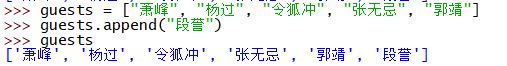 >>> guests = ["萧峰", "杨过", "令狐冲", "张无忌", "郭靖"]
>>> guests.append("段誉")
>>> guests
['萧峰', '杨过', '令狐冲', '张无忌', '郭靖', '段誉']